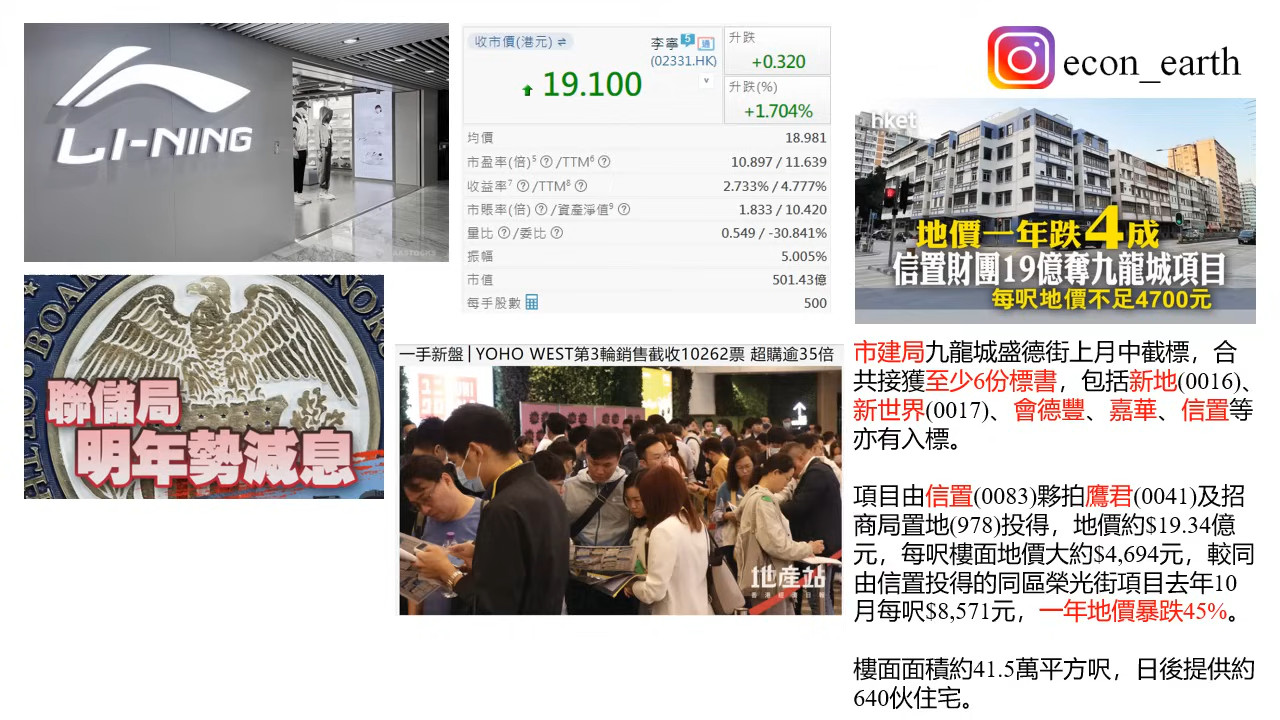 LI-NING
AASTOCKS
收市價(港元) ⇌
19.100
李寧
5
通
(02331.HK)
升跌
+0.320
升跌(%)
+1.704%
均價 18.981
市盈率(倍)5 ? /TTM6 ? 10.897 / 11.639
收益率7 ? /TTM8 ? 2.733% / 4.777%
市賬率(倍) ? /資產淨值9 ? 1.833 / 10.420
量比 ? /委比 ? 0.549 / -30.841%
振幅 5.005%
市值 501.43億
每手股數 500
econ_earth
hket
地價一年跌4成
信置財團19億奪九龍城項目
每呎地價不足4700元
聯儲局
明年勢減息
一手新盤│YOHO WEST第3輪銷售截收10262票 超購逾35倍
地產站
香港經濟日報
市建局九龍城盛德街上月中截標，合
共接獲至少6份標書，包括新地(0016)、
新世界(0017)、會德豐、嘉華、信置等
亦有入標。
項目由信置(0083)夥拍鷹君(0041)及招
商局置地(978)投得，地價約$19.34億
元，每呎樓面地價大約$4,694元，較同
由信置投得的同區榮光街項目去年10
月每呎$8,571元，一年地價暴跌45%。
樓面面積約41.5萬平方呎，日後提供約
640伙住宅。